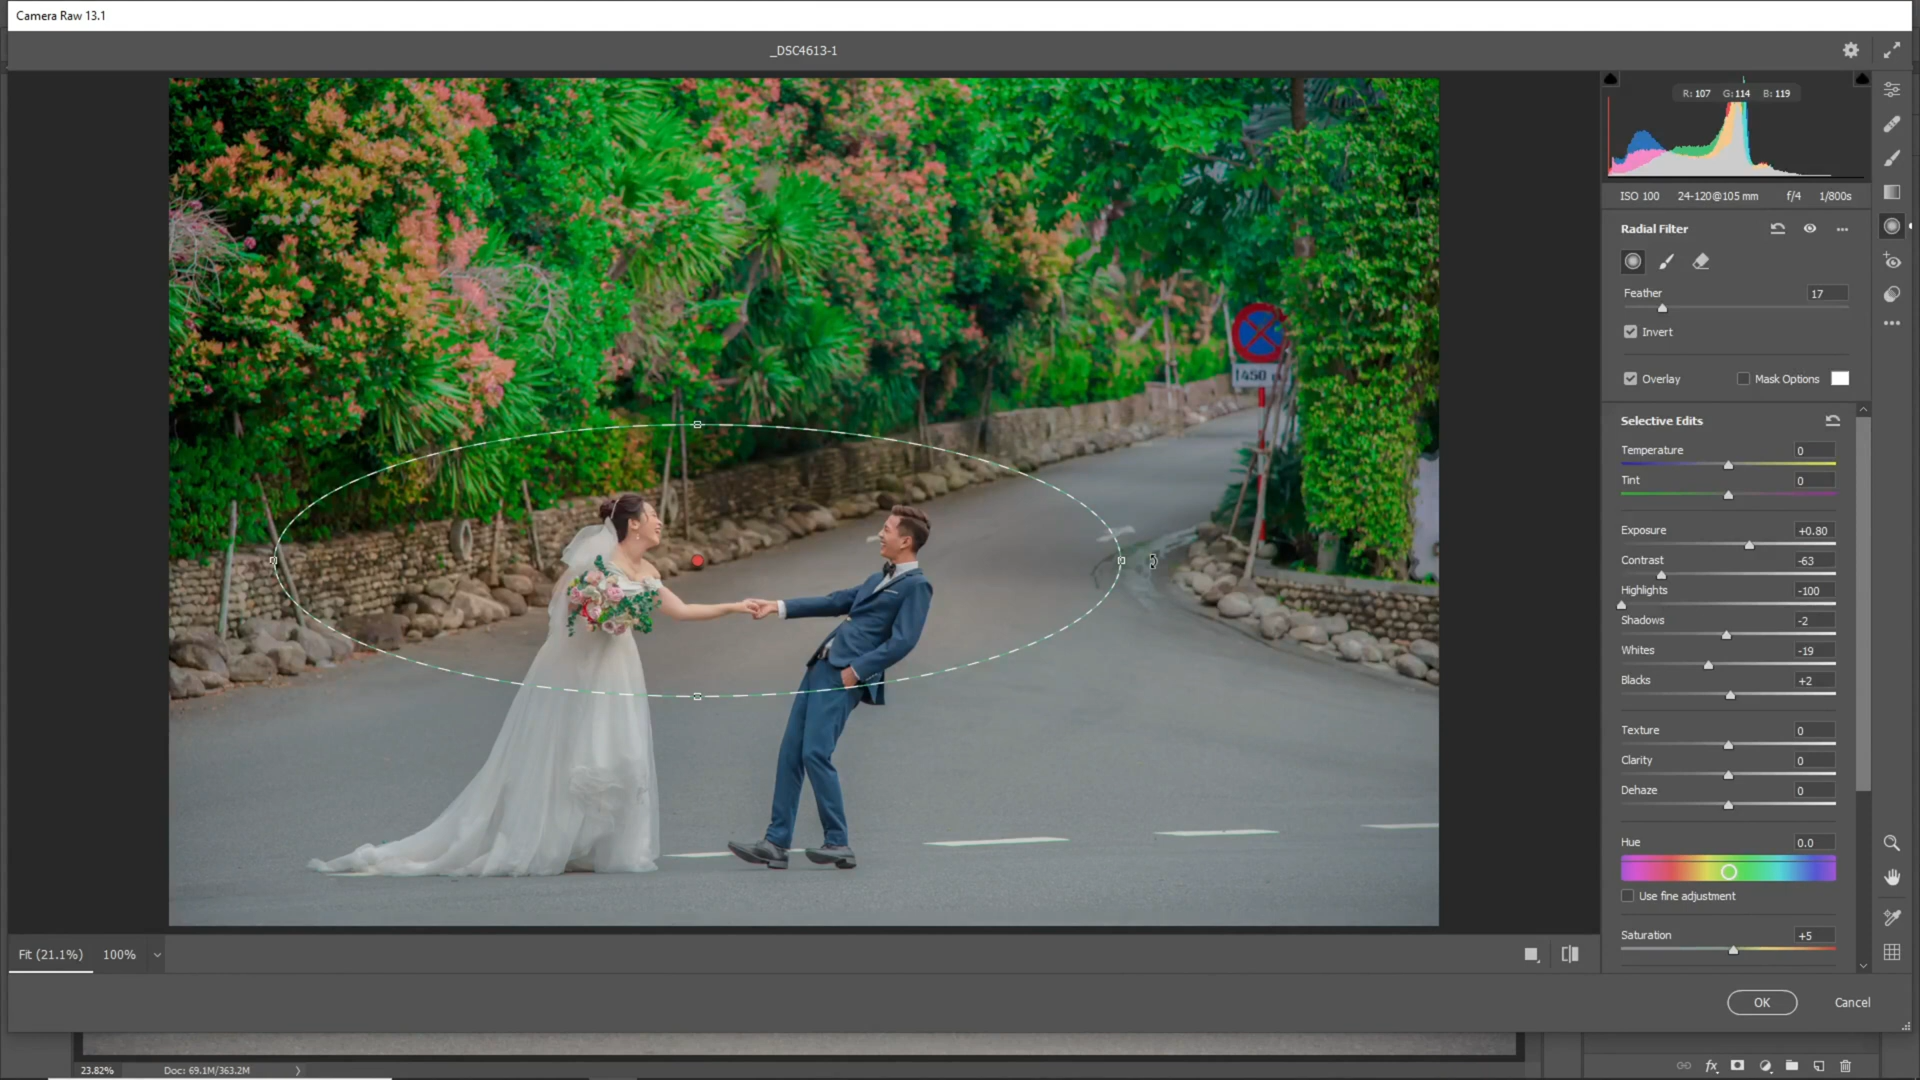 Camera Raw 13.1
_DSC4613-1
R: 107 G: 114 B: 119
ISO 100 24-120@105 mm f/4 1/800s
Radial Filter
Feather 17
Invert
Overlay Mask Options
Selective Edits
Temperature 0
Tint 0
Exposure +0.80
Contrast -63
Highlights -100
Shadows -2
Whites -19
Blacks +2
Texture 0
Clarity 0
Dehaze 0
Hue 0.0
Use fine adjustment
Saturation +5
450
Fit (21.1%) 100%
OK Cancel
23.82% Doc: 69.1M/363.2M
fx